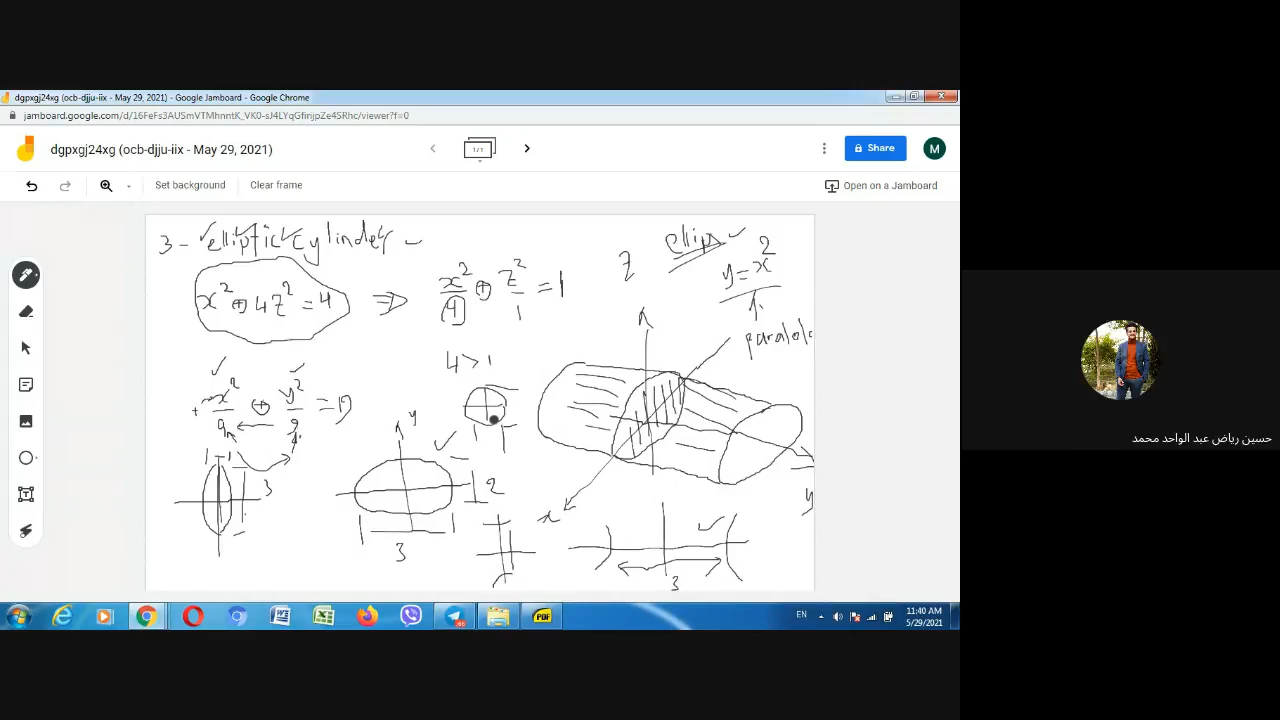 dgpxgj24xg (ocb-djju-iix - May 29, 2021) - Google Jamboard - Google Chrome
jamboard.google.com/d/16FeFs3AUSmVTMhnntK_VK0-sJ4LYqGfinjpZe4SRhc/viewer?f=0
dgpxgj24xg (ocb-djju-iix - May 29, 2021)
1/1
Share
M
Set background
Clear frame
Open on a Jamboard
3 - elliptic cylinder
x² + 4z² = 4 ⇒ x²/4 + z²/1 = 1
z
y = x²
4 > 1
x²/9 + y²/9 =
y
3
2
3
x
y
3
حسين رياض عبد الواحد محمد
EN
11:40 AM
5/29/2021